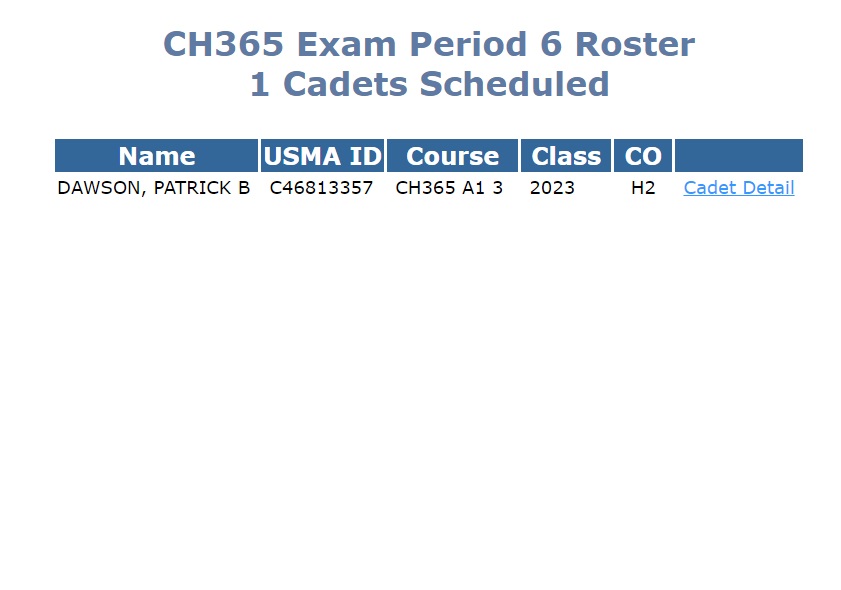 CH365 Exam Period 6 Roster
1 Cadets Scheduled
Name USMA ID Course Class CO
DAWSON, PATRICK B C46813357 CH365 A1 3 2023 H2 Cadet Detail